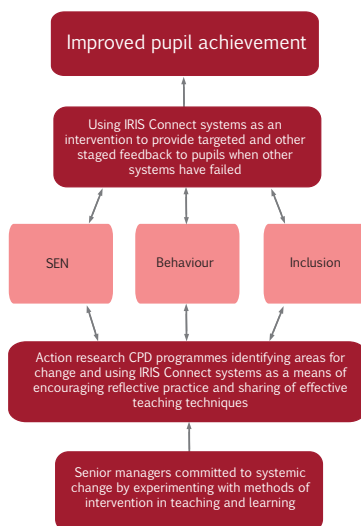 Improved pupil achievement
Using IRIS Connect systems as an
intervention to provide targeted and other
staged feedback to pupils when other
systems have failed
SEN
Behaviour
Inclusion
Action research CPD programmes identifying areas for
change and using IRIS Connect systems as a means of
encouraging reflective practice and sharing of effective
teaching techniques
Senior managers committed to systemic
change by experimenting with methods of
intervention in teaching and learning